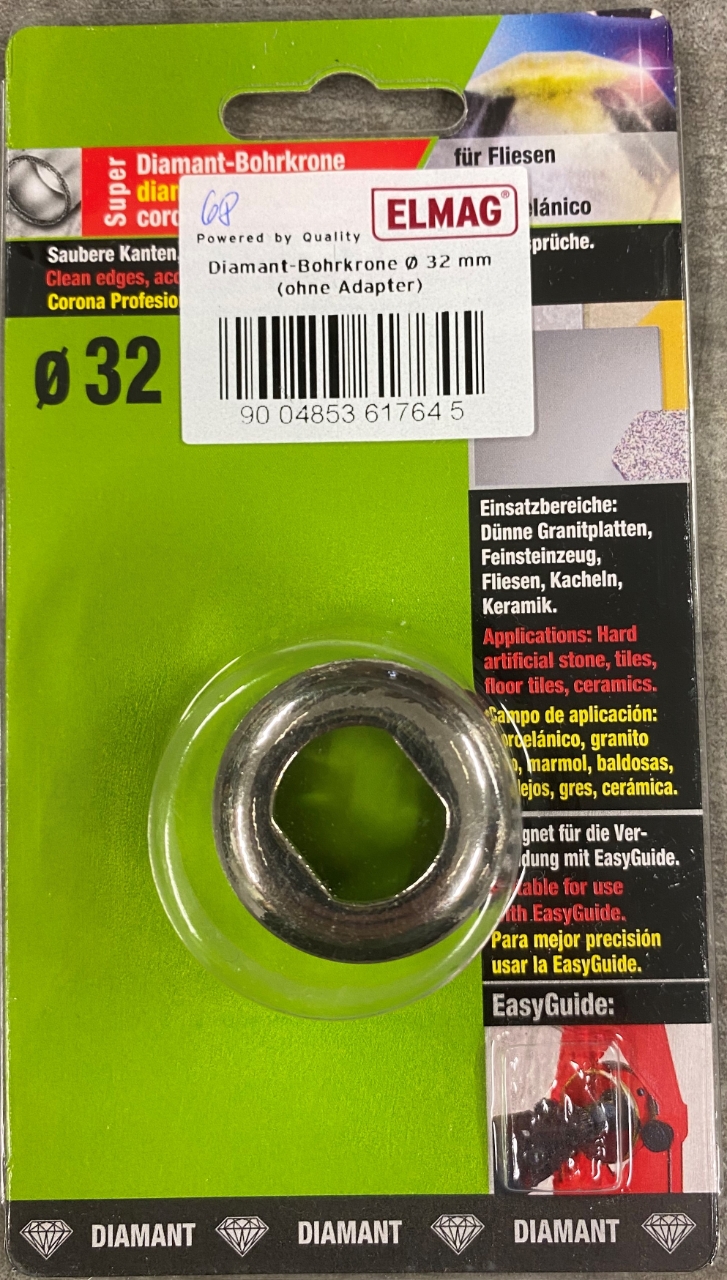 Super
Diamant-Bohrkrone
für Fliesen
68
ELMAG®
Powered by Quality
Diamant-Bohrkrone Ø 32 mm
(ohne Adapter)
90 04853 61764 5
Saubere Kanten,
Clean edges,
Corona
ø 32
Einsatzbereiche:
Dünne Granitplatten,
Feinsteinzeug,
Fliesen, Kacheln,
Keramik.
Applications: Hard
artificial stone, tiles,
floor tiles, ceramics.
Campo de aplicación:
porcelánico, granito
marmol, baldosas,
gres, cerámica.
für die Ver-
dung mit EasyGuide.
for use
with EasyGuide.
Para mejor precisión
usar la EasyGuide.
EasyGuide:
DIAMANT DIAMANT DIAMANT